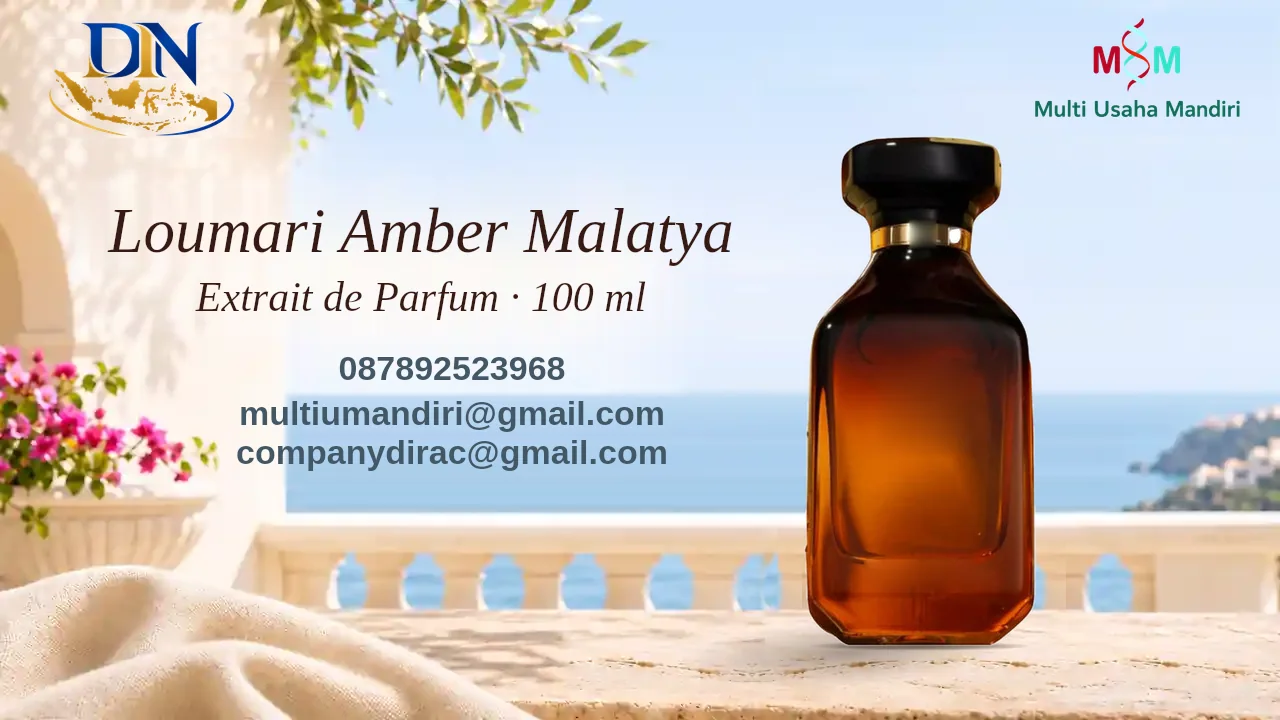 DIN
MSM
Multi Usaha Mandiri
Loumari Amber Malatya
Extrait de Parfum · 100 ml
087892523968
multiumandiri@gmail.com
companydirac@gmail.com